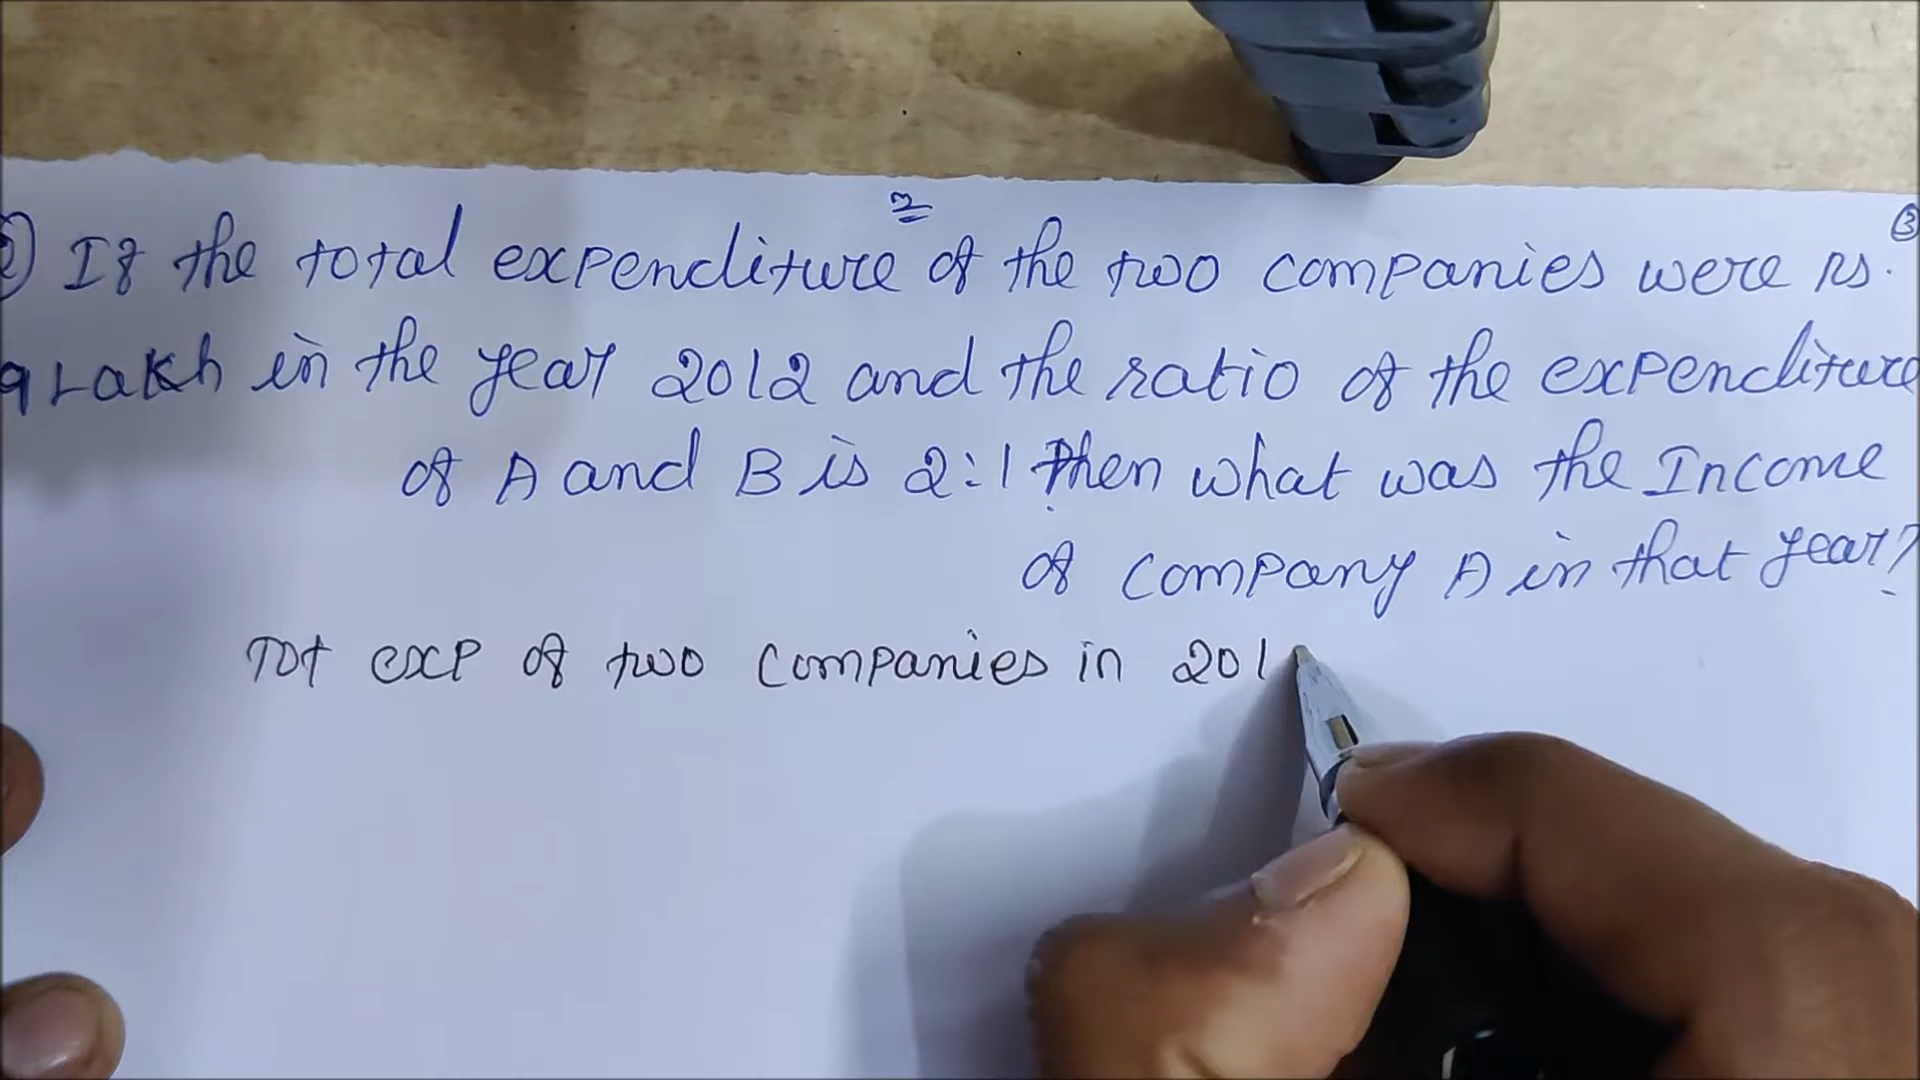 2
③
2) If the total expenditure of the two companies were Rs.
9 Lakh in the year 2012 and the ratio of the expenditure
of A and B is 2:1 then what was the Income
of company A in that year?
Tot exp of two companies in 201